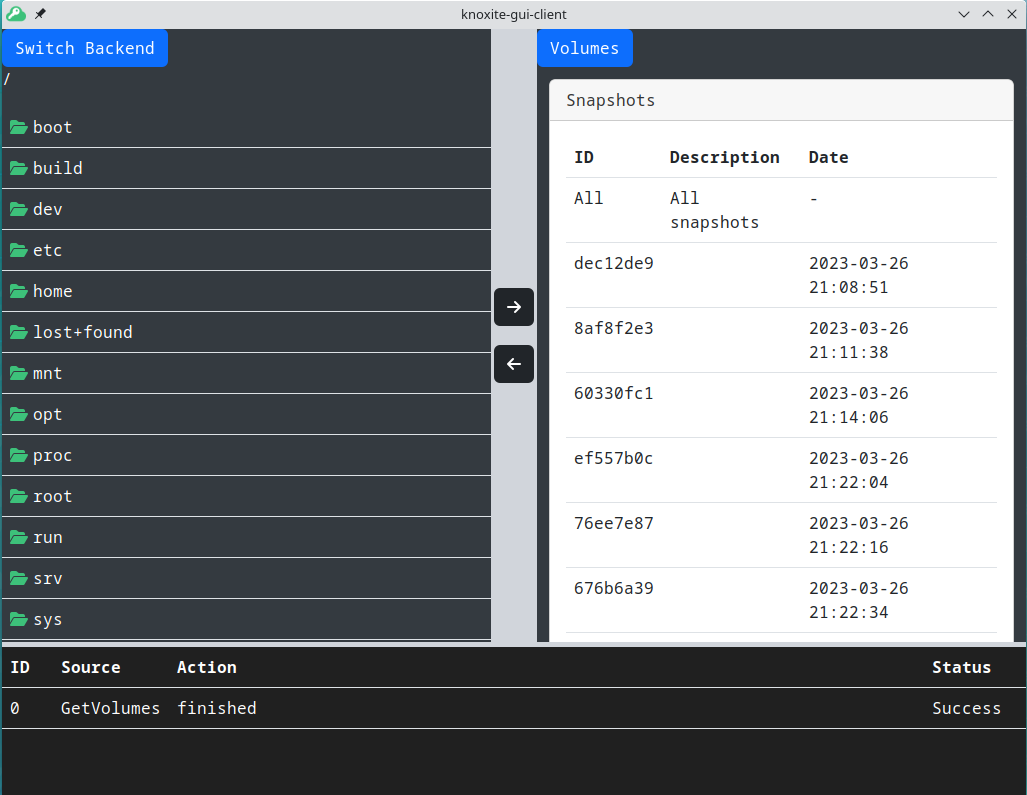 knoxite-gui-client
Switch Backend
/
boot
build
dev
etc
home
lost+found
mnt
opt
proc
root
run
srv
sys
Volumes
Snapshots
ID Description Date
All All snapshots -
dec12de9 2023-03-26 21:08:51
8af8f2e3 2023-03-26 21:11:38
60330fc1 2023-03-26 21:14:06
ef557b0c 2023-03-26 21:22:04
76ee7e87 2023-03-26 21:22:16
676b6a39 2023-03-26 21:22:34
ID Source Action Status
0 GetVolumes finished Success